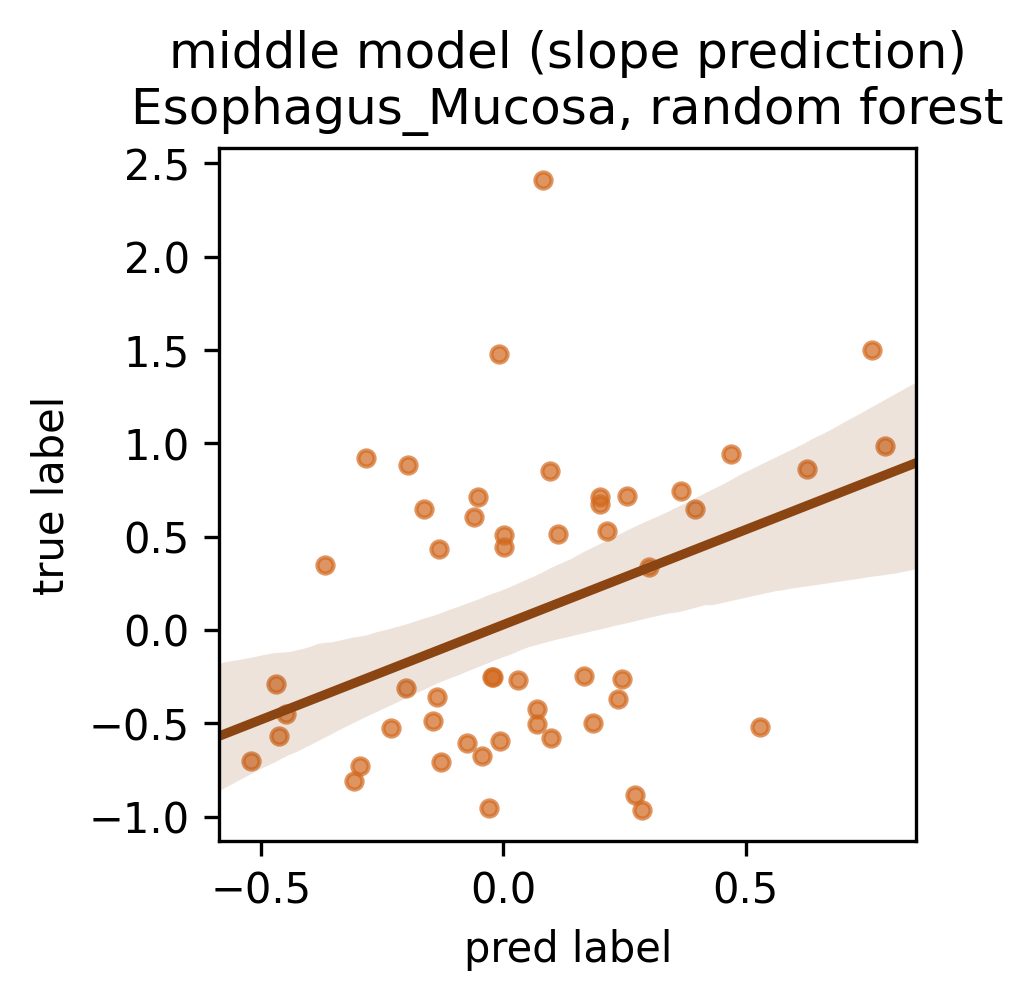 middle model (slope prediction)
Esophagus_Mucosa, random forest
2.5
2.0
1.5
1.0
0.5
0.0
−0.5
−1.0
true label
−0.5 0.0 0.5
pred label